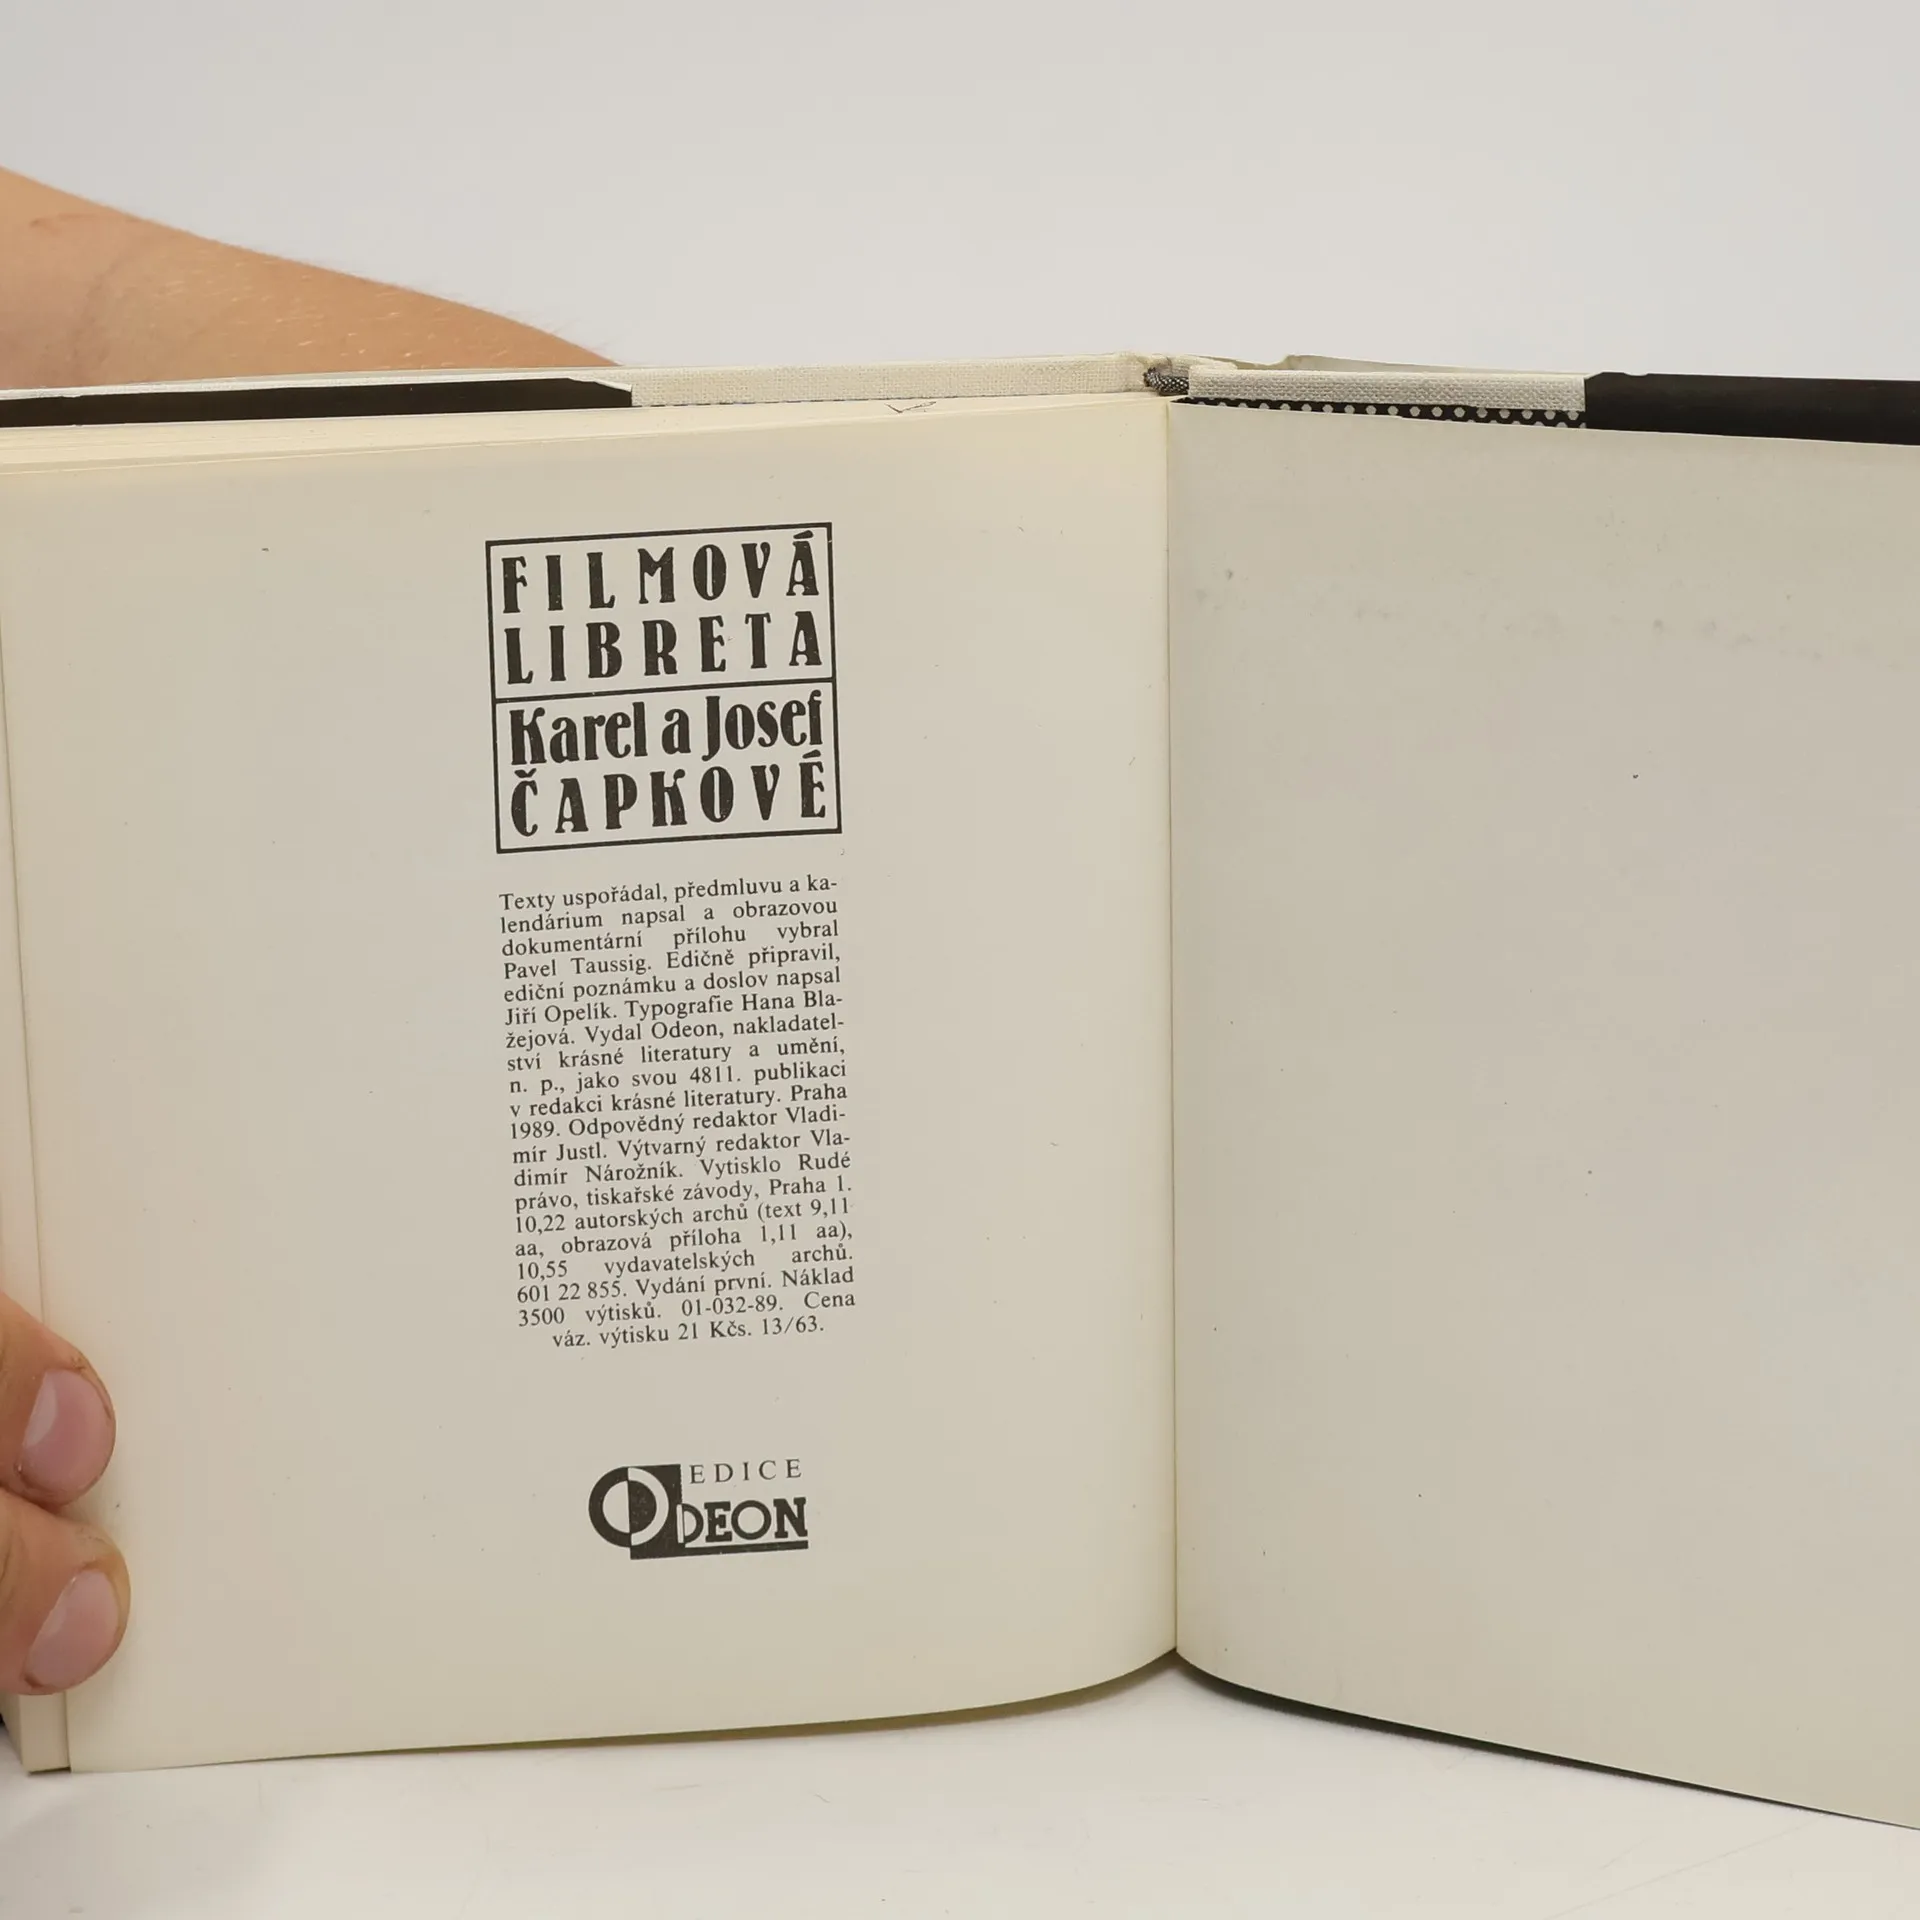 FILMOVÁ
LIBRETA
Karel a Josef
ČAPKOVÉ
Texty uspořádal, předmluvu a ka-
lendárium napsal a obrazovou
dokumentární přílohu vybral
Pavel Taussig. Edičně připravil,
ediční poznámku a doslov napsal
Jiří Opelík. Typografie Hana Bla-
žejová. Vydal Odeon, nakladatel-
ství krásné literatury a umění,
n. p., jako svou 4811. publikaci
v redakci krásné literatury. Praha
1989. Odpovědný redaktor Vladi-
mír Justl. Výtvarný redaktor Vla-
dimír Nárožník. Vytisklo Rudé
právo, tiskařské závody, Praha 1.
10,22 autorských archů (text 9,11
aa, obrazová příloha 1,11 aa),
10,55 vydavatelských archů.
601 22 855. Vydání první. Náklad
3500 výtisků. 01-032-89. Cena
váz. výtisku 21 Kčs. 13/63.
EDICE
ODEON